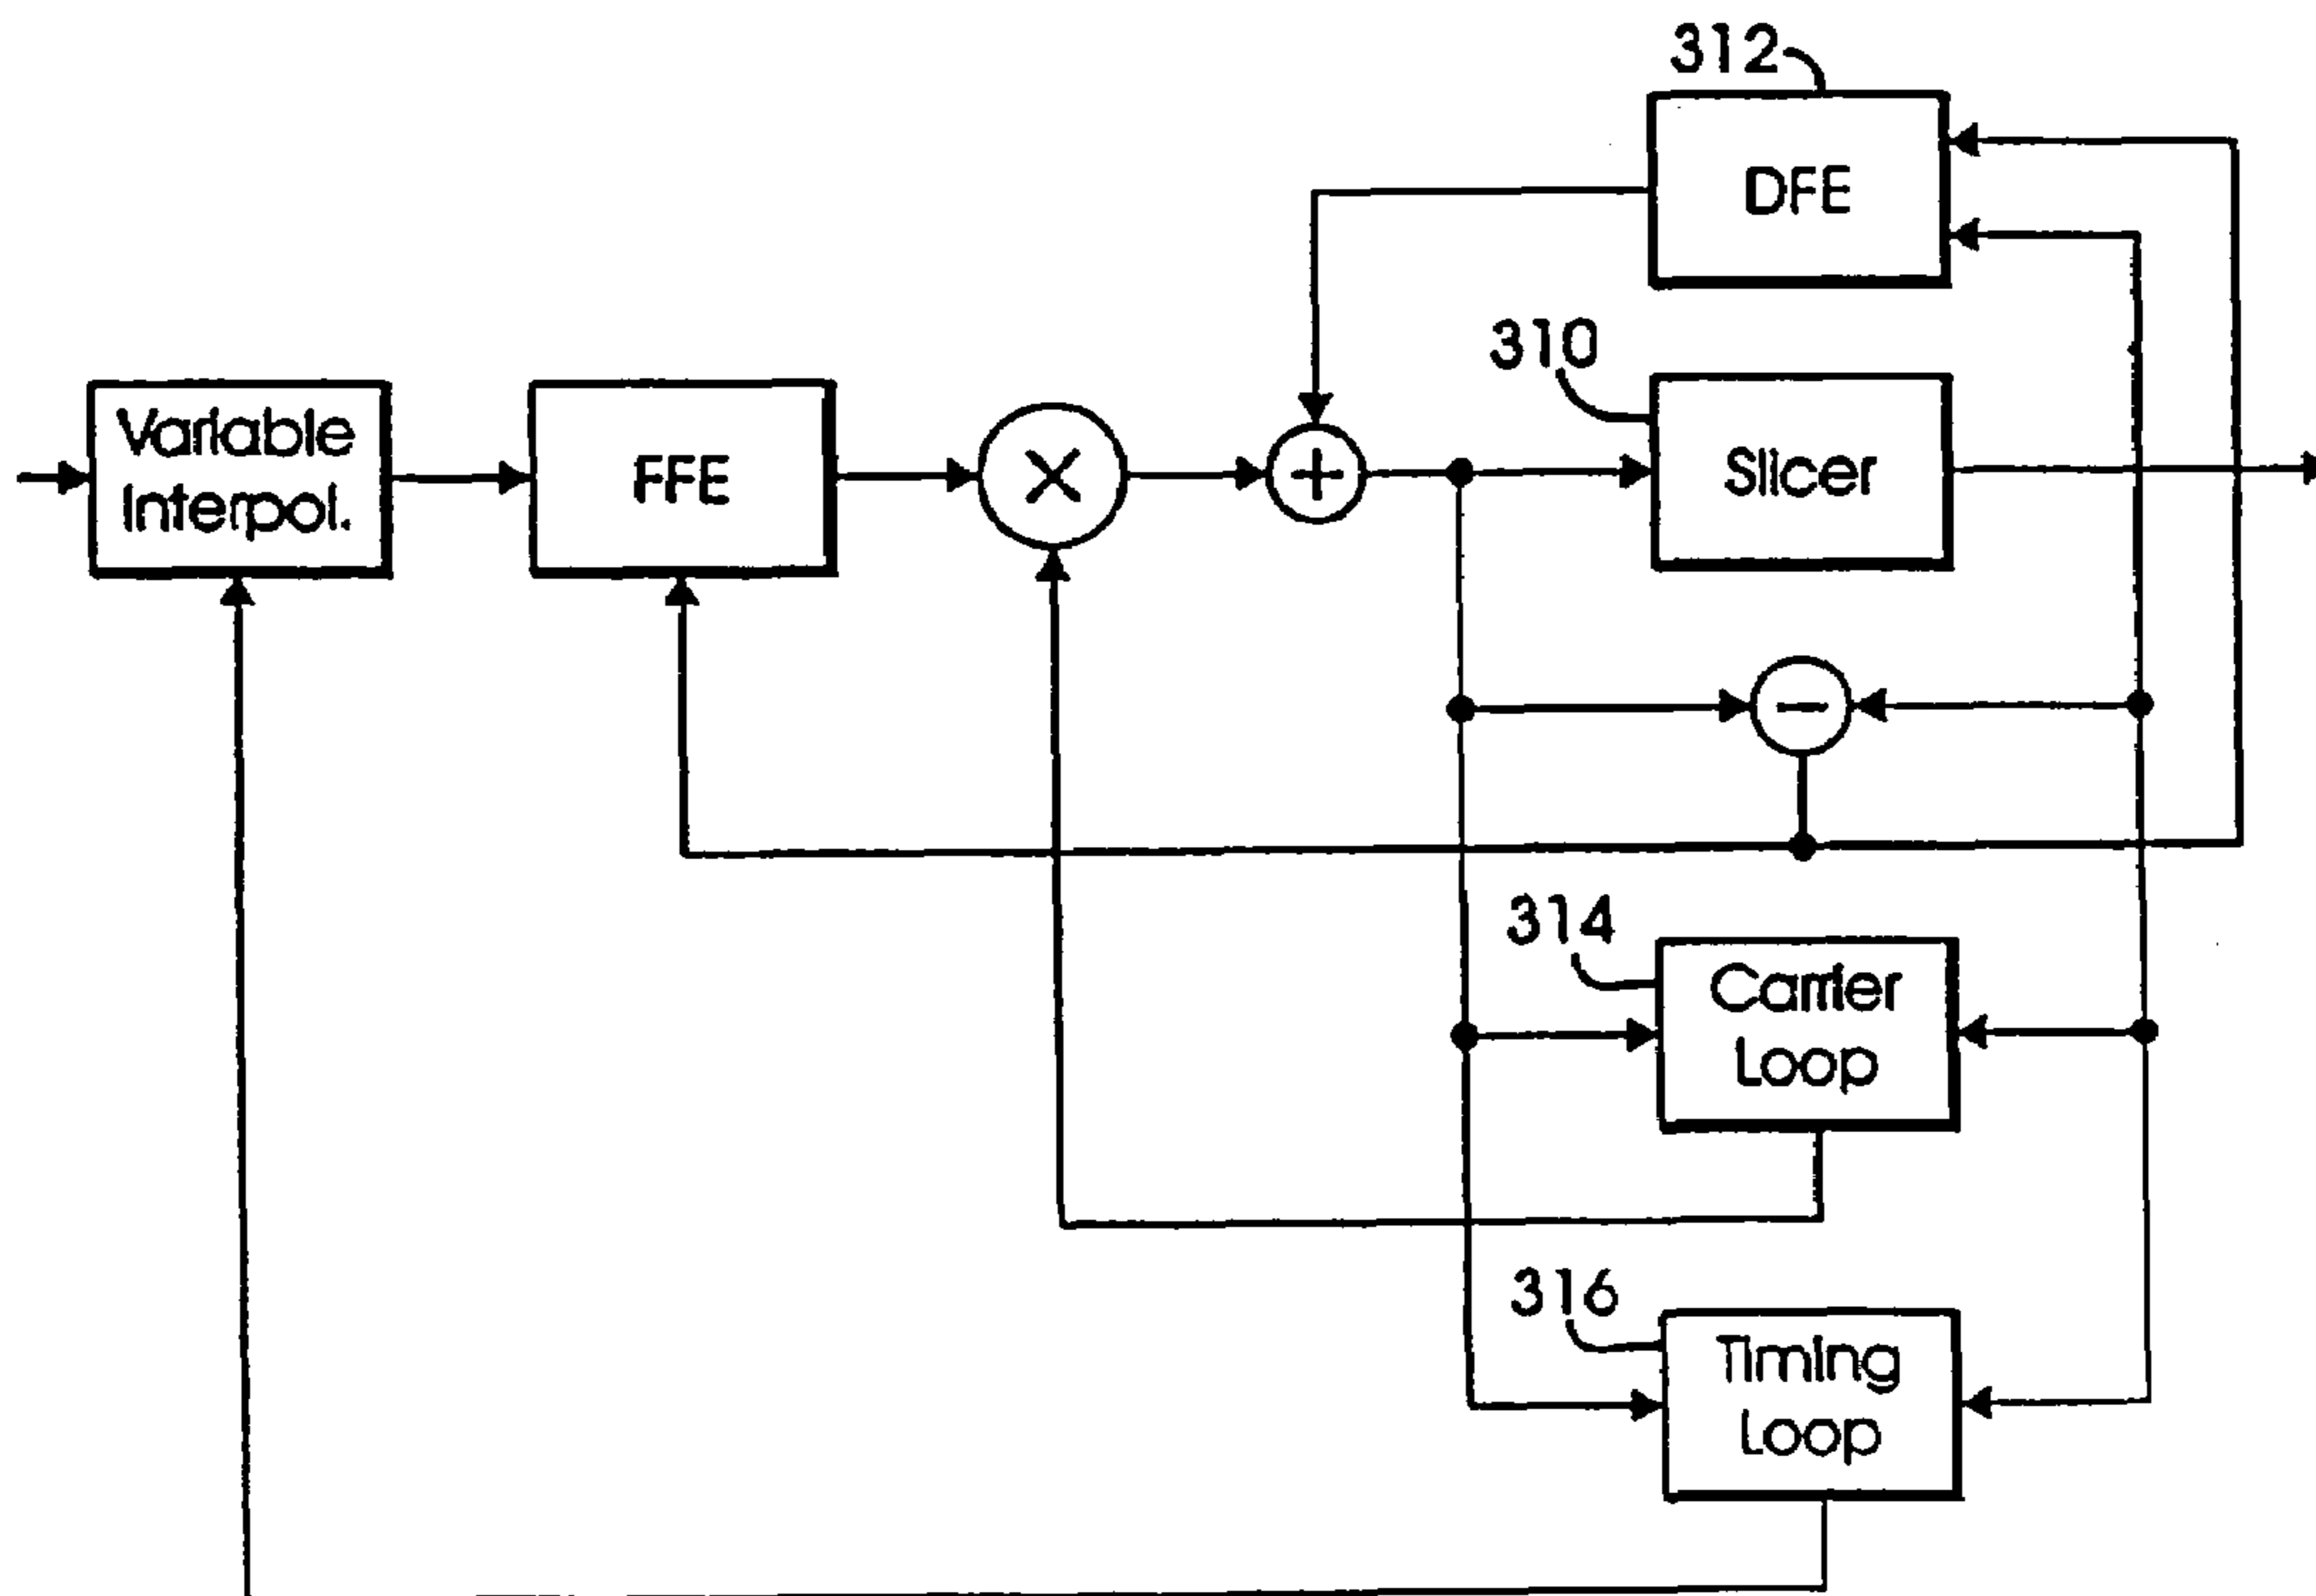 312
DFE
310
Variable
Interpol.
FFE
×
+
Slicer
−
314
Carrier
Loop
316
Timing
Loop